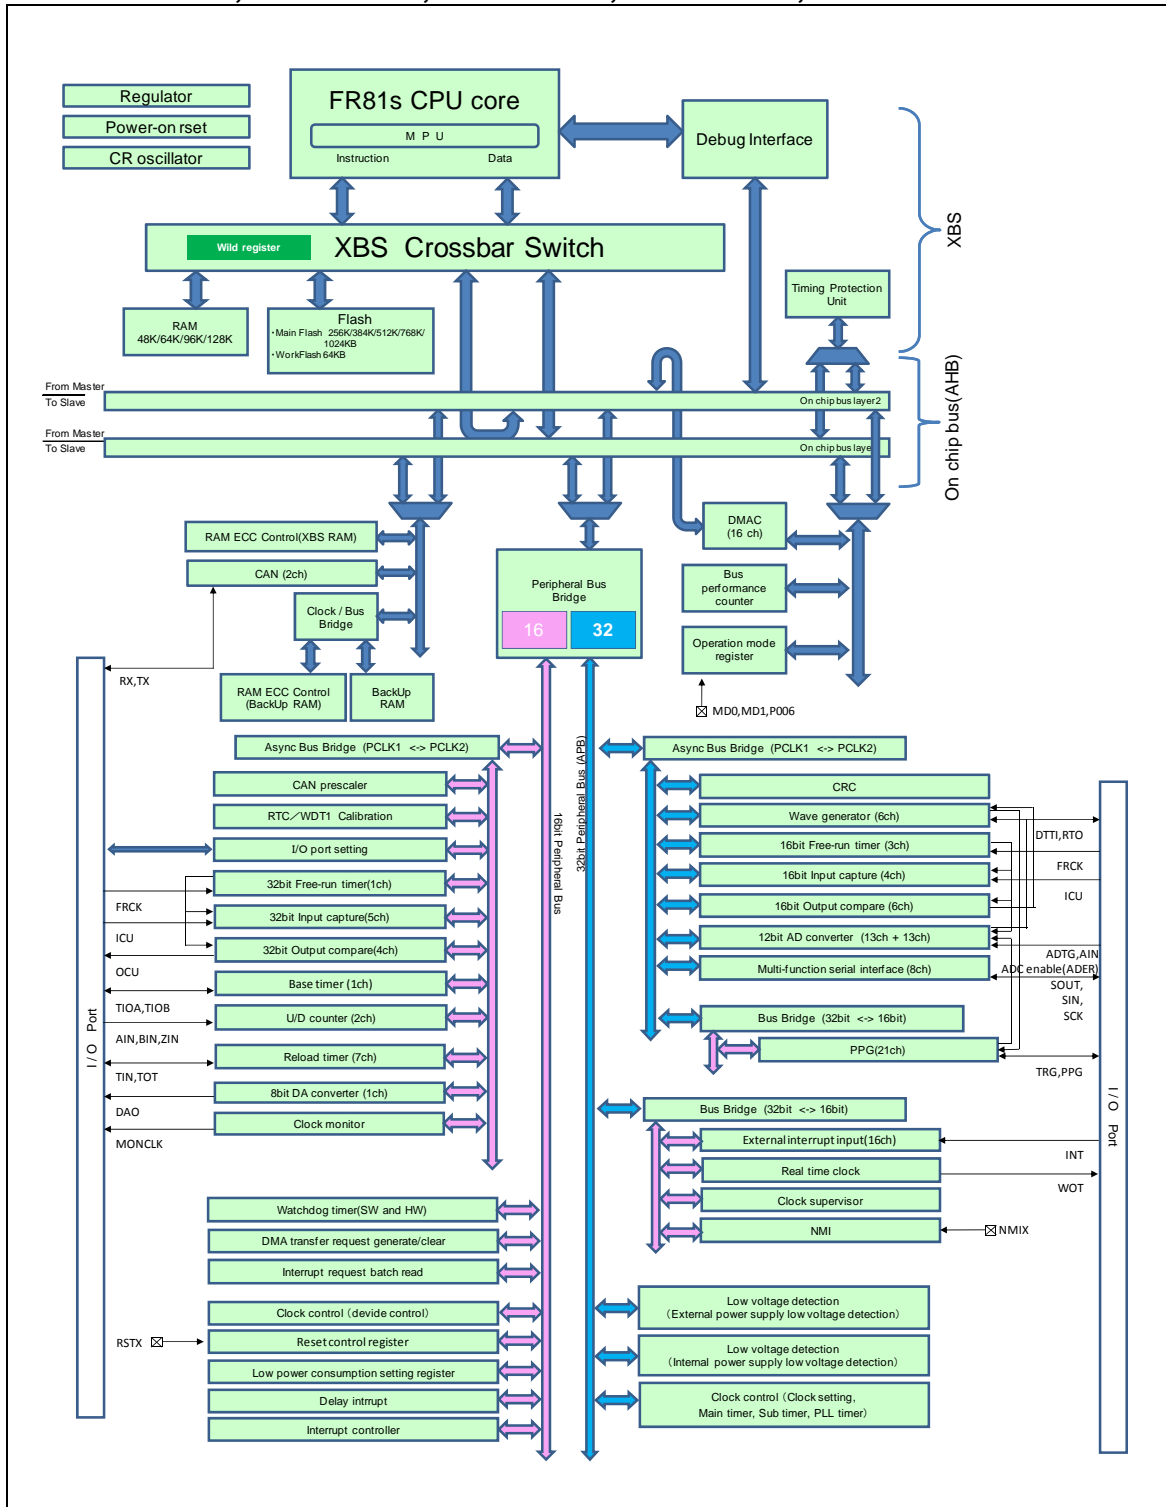 Regulator
Power-on rset
CR oscillator
FR81s CPU core
M P U
Instruction
Data
Debug Interface
XBS
Wild register
XBS Crossbar Switch
Timing Protection
Unit
RAM
48K/64K/96K/128K
Flash
・Main Flash 256K/384K/512K/768K/
1024KB
・WorkFlash 64KB
On chip bus(AHB)
From Master
To Slave
On chip bus layer2
From Master
To Slave
On chip bus laye
RAM ECC Control(XBS RAM)
CAN (2ch)
Clock / Bus
Bridge
RAM ECC Control
(BackUp RAM)
BackUp
RAM
Peripheral Bus
Bridge
16
32
DMAC
(16 ch)
Bus
performance
counter
Operation mode
register
MD0,MD1,P006
RX,TX
I / O Port
16bit Peripheral Bus
32bit Peripheral Bus (APB)
Async Bus Bridge (PCLK1 <-> PCLK2)
CAN prescaler
RTC／WDT1 Calibration
I/O port setting
32bit Free-run timer(1ch)
FRCK
32bit Input capture(5ch)
ICU
32bit Output compare(4ch)
OCU
Base timer (1ch)
TIOA,TIOB
U/D counter (2ch)
AIN,BIN,ZIN
Reload timer (7ch)
TIN,TOT
8bit DA converter (1ch)
DAO
Clock monitor
MONCLK
Watchdog timer(SW and HW)
DMA transfer request generate/clear
Interrupt request batch read
Clock control （devide control）
RSTX
Reset control register
Low power consumption setting register
Delay intrrupt
Interrupt controller
Async Bus Bridge (PCLK1 <-> PCLK2)
CRC
Wave generator (6ch)
DTTI,RTO
16bit Free-run timer (3ch)
FRCK
16bit Input capture (4ch)
ICU
16bit Output compare (6ch)
12bit AD converter (13ch + 13ch)
ADTG,AIN
ADC enable(ADER)
Multi-function serial interface (8ch)
SOUT,
SIN,
SCK
Bus Bridge (32bit <-> 16bit)
PPG(21ch)
TRG,PPG
I / O Port
Bus Bridge (32bit <-> 16bit)
External interrupt input(16ch)
INT
Real time clock
WOT
Clock supervisor
NMI
NMIX
Low voltage detection
（External power supply low voltage detection）
Low voltage detection
（Internal power supply low voltage detection）
Clock control （Clock setting,
Main timer, Sub timer, PLL timer）